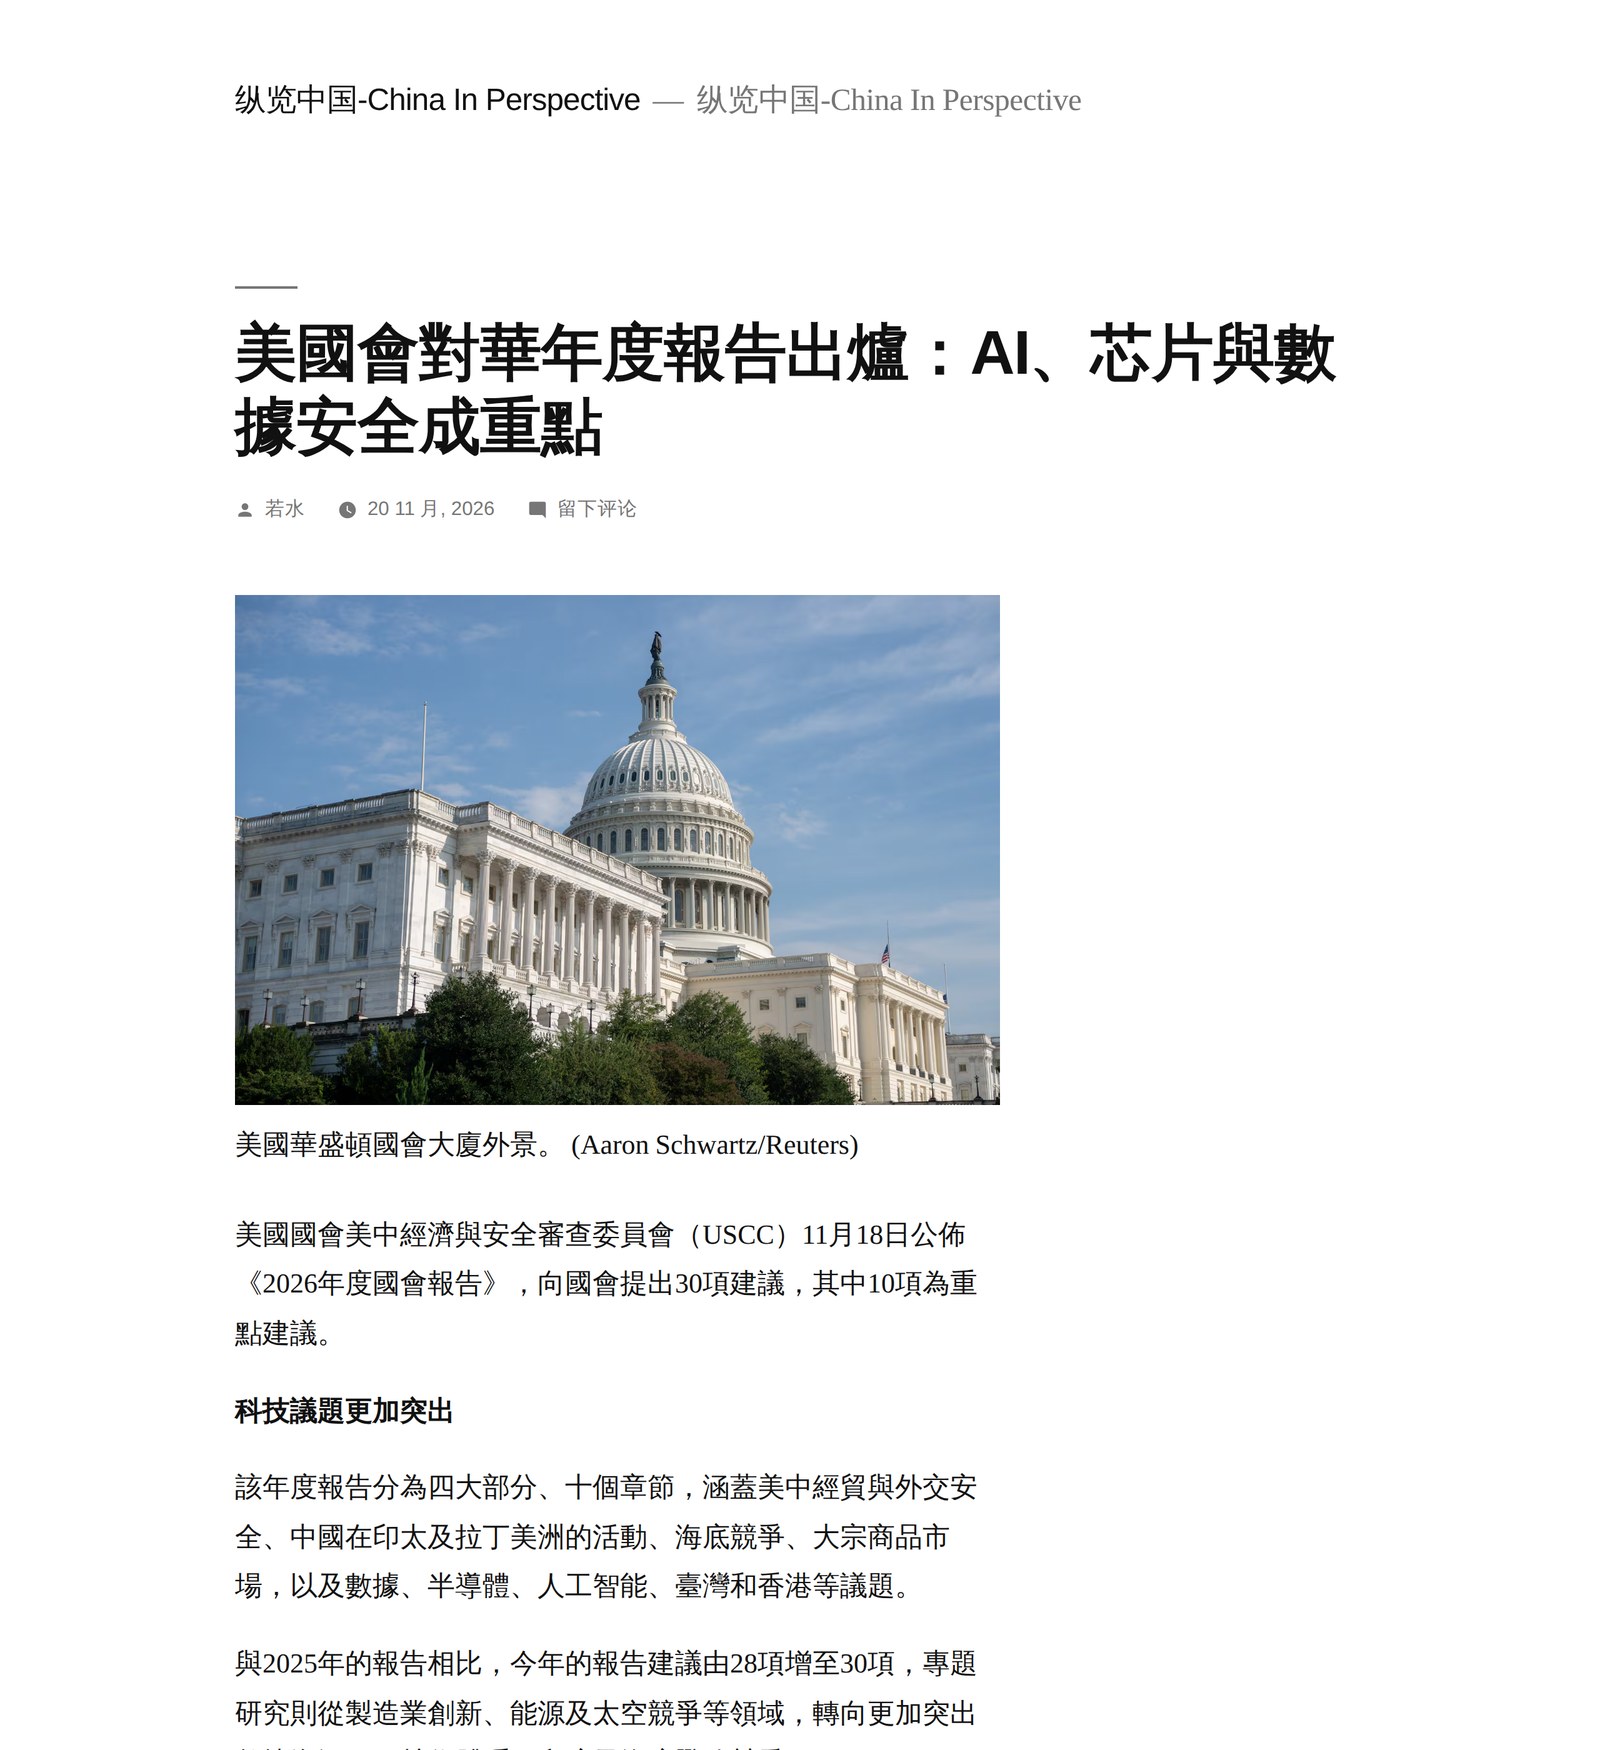 纵览中国-China In Perspective — 纵览中国-China In Perspective
美國會對華年度報告出爐：AI、芯片與數
據安全成重點
若水 20 11 月, 2026 留下评论
美國華盛頓國會大廈外景。 (Aaron Schwartz/Reuters)
美國國會美中經濟與安全審查委員會（USCC）11月18日公佈
《2026年度國會報告》，向國會提出30項建議，其中10項為重
點建議。
科技議題更加突出
該年度報告分為四大部分、十個章節，涵蓋美中經貿與外交安
全、中國在印太及拉丁美洲的活動、海底競爭、大宗商品市
場，以及數據、半導體、人工智能、臺灣和香港等議題。
與2025年的報告相比，今年的報告建議由28項增至30項，專題
研究則從製造業創新、能源及太空競爭等領域，轉向更加突出